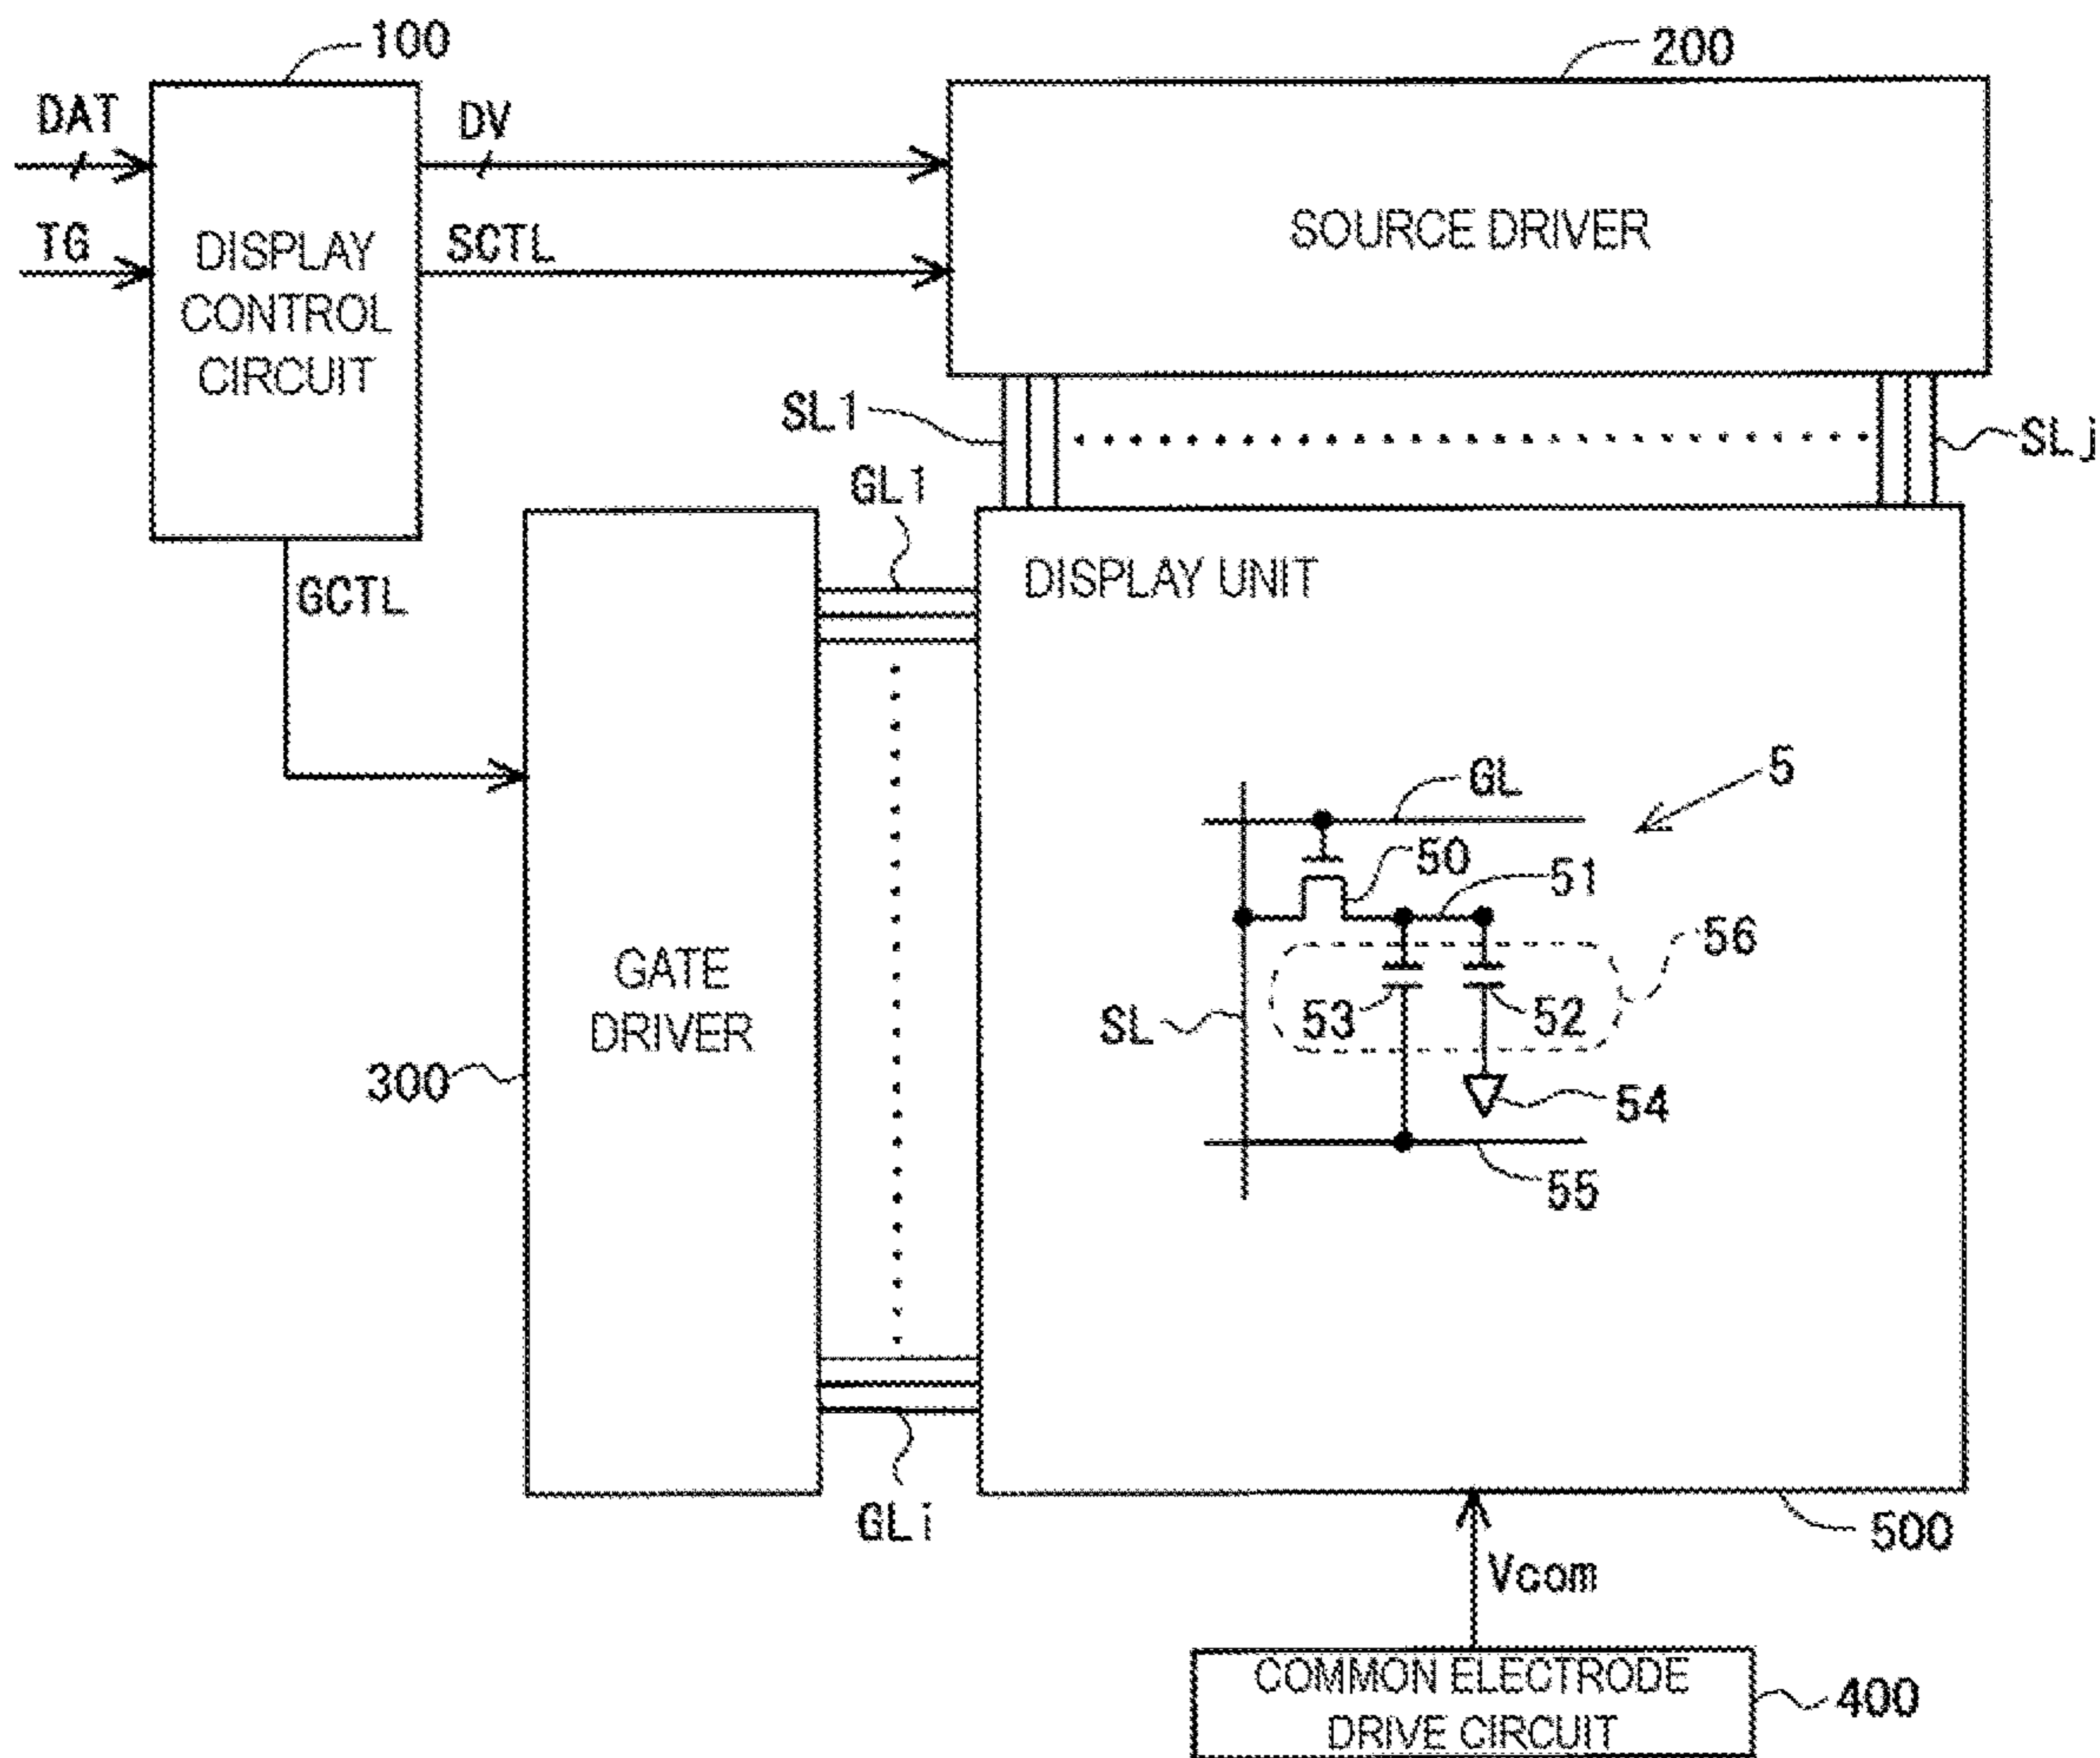 100
200
DAT
DV
TG
SCTL
DISPLAY
CONTROL
CIRCUIT
SOURCE DRIVER
SL1
SLj
GL1
GCTL
DISPLAY UNIT
GL
5
50
51
56
GATE
DRIVER
SL
53
52
300
54
55
GLi
500
Vcom
COMMON ELECTRODE
DRIVE CIRCUIT
400